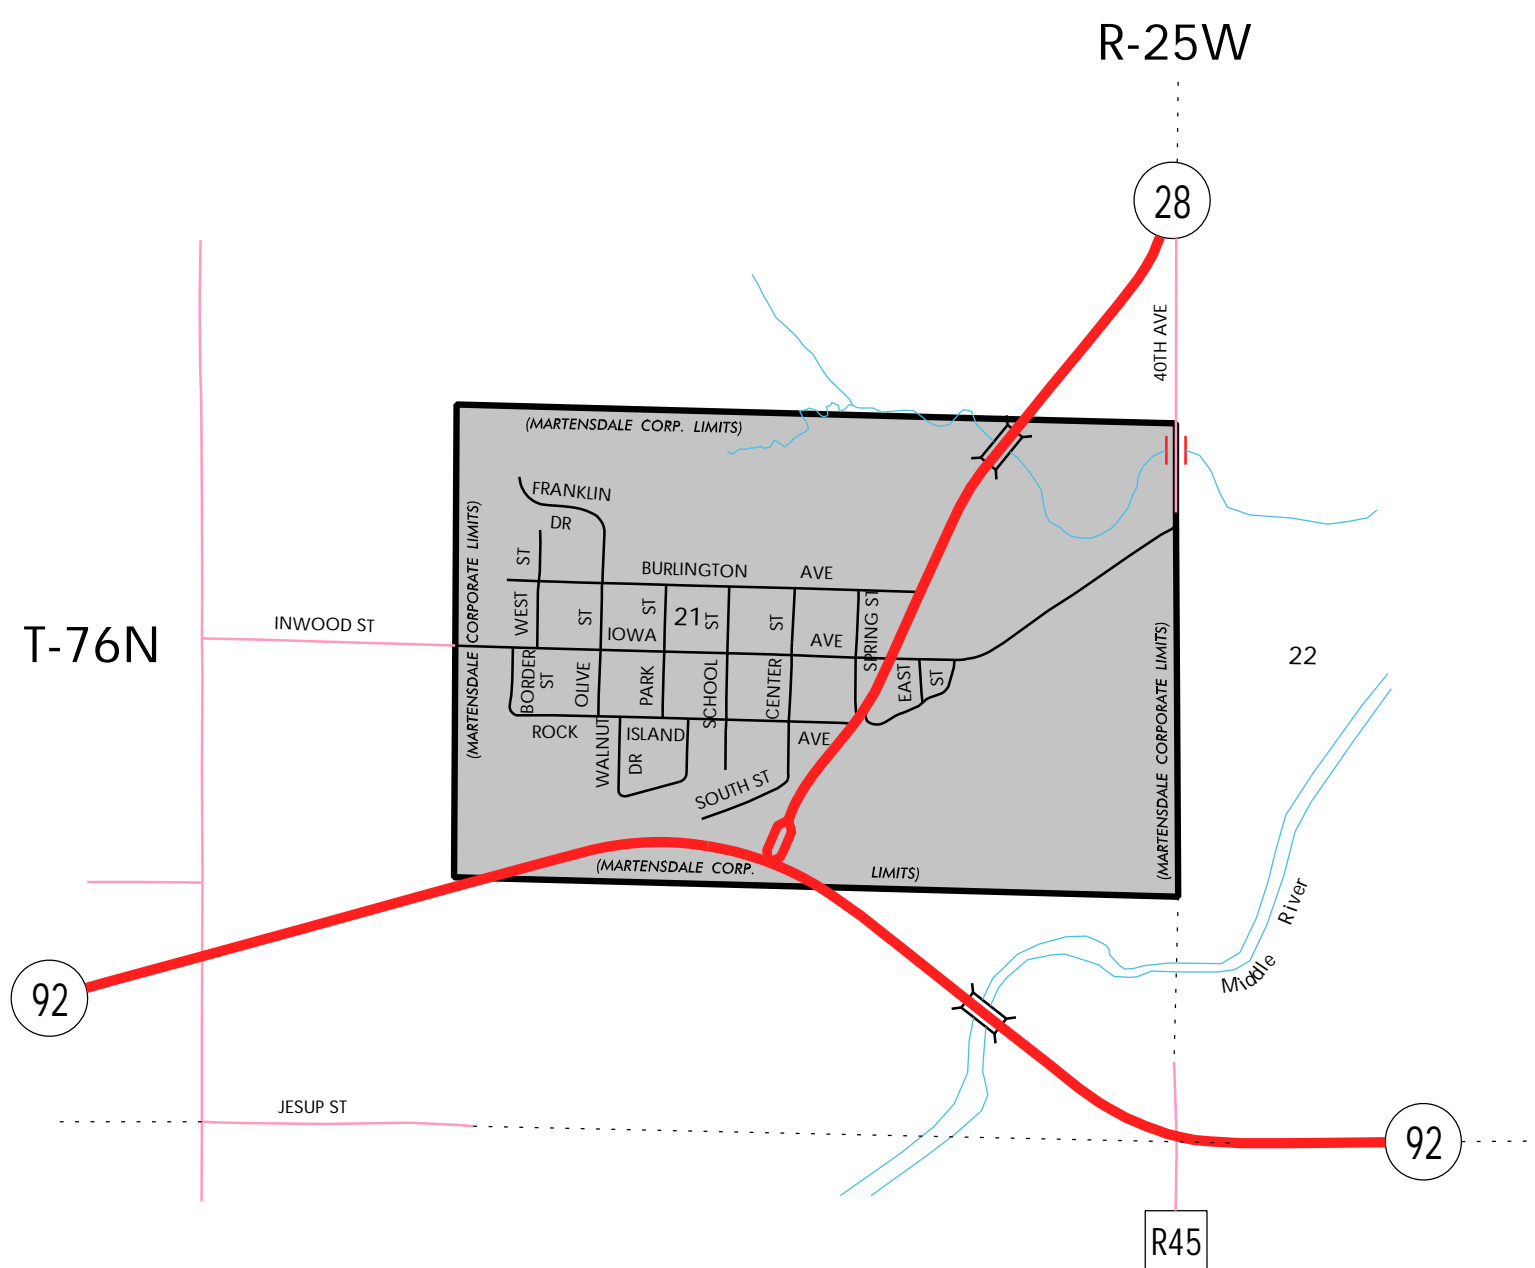 R-25W
28
40TH AVE
(MARTENSDALE CORP. LIMITS)
(MARTENSDALE CORPORATE LIMITS)
FRANKLIN
DR
BURLINGTON AVE
WEST ST
OLIVE ST
PARK ST
21
SCHOOL ST
CENTER ST
SPRING ST
T-76N
INWOOD ST
IOWA AVE
BORDER ST
EAST ST
22
(MARTENSDALE CORPORATE LIMITS)
ROCK ISLAND AVE
WALNUT DR
SOUTH ST
(MARTENSDALE CORP. LIMITS)
Middle River
92
JESUP ST
92
R45